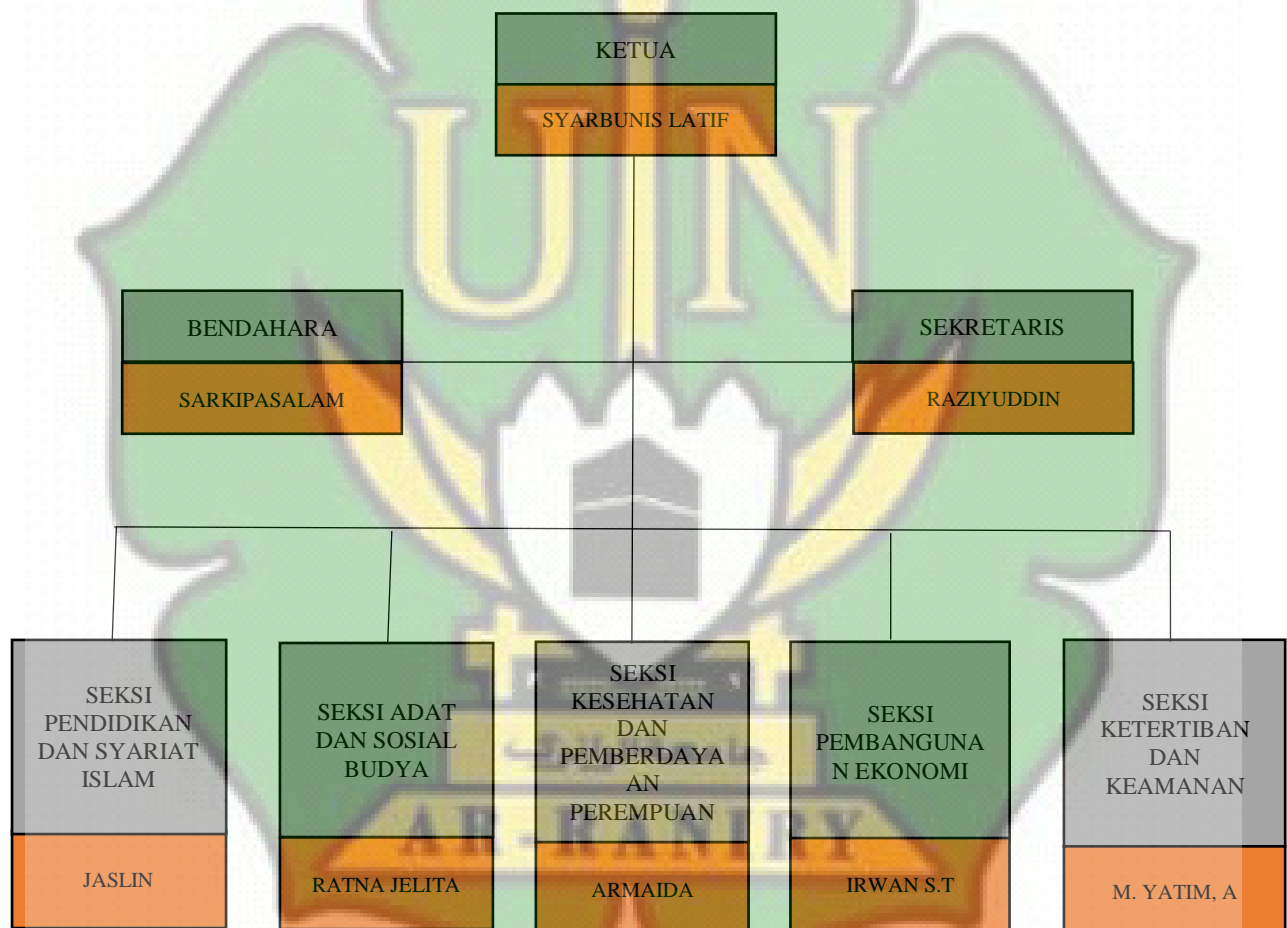 KETUA
SYARBUNIS LATIF
UIN
BENDAHARA
SARKIPASALAM
SEKRETARIS
RAZIYUDDIN
SEKSI
PENDIDIKAN
DAN SYARIAT
ISLAM
JASLIN
SEKSI ADAT
DAN SOSIAL
BUDYA
RATNA JELITA
SEKSI
KESEHATAN
DAN
PEMBERDAYA
AN
PEREMPUAN
ARMAIDA
SEKSI
PEMBANGUNA
N EKONOMI
IRWAN S.T
SEKSI
KETERTIBAN
DAN
KEAMANAN
M. YATIM, A
AR-RANIRY